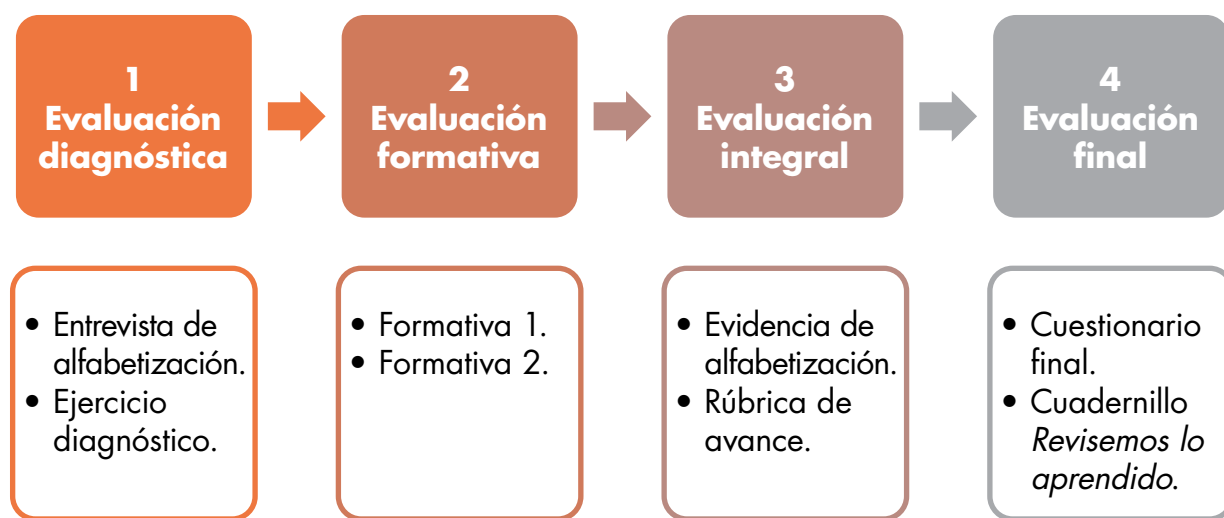 1
Evaluación
diagnóstica
2
Evaluación
formativa
3
Evaluación
integral
4
Evaluación
final
• Entrevista de
alfabetización.
• Ejercicio
diagnóstico.
• Formativa 1.
• Formativa 2.
• Evidencia de
alfabetización.
• Rúbrica de
avance.
• Cuestionario
final.
• Cuadernillo
Revisemos lo
aprendido.